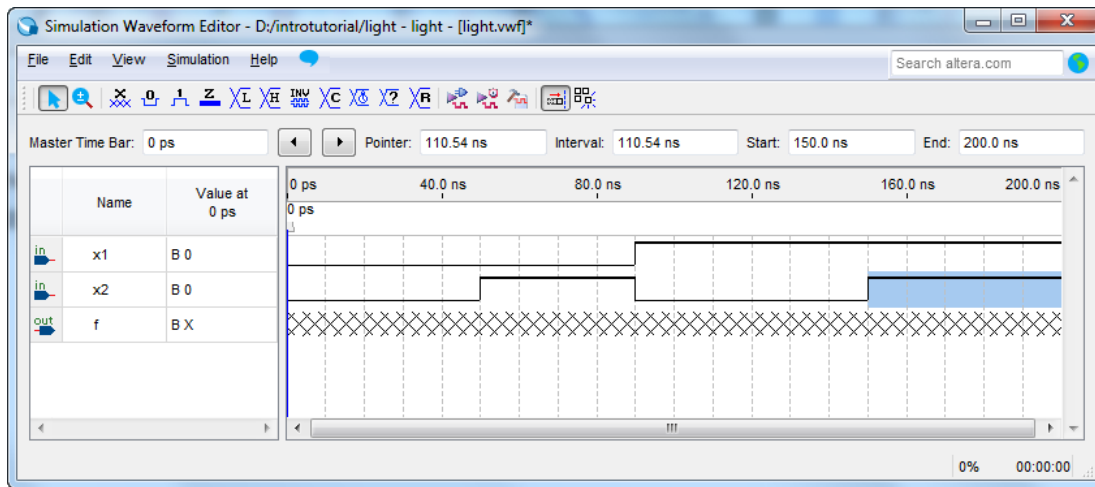 Simulation Waveform Editor - D:/introtutorial/light - light - [light.vwf]*
File Edit View Simulation Help
Search altera.com
Master Time Bar: 0 ps Pointer: 110.54 ns Interval: 110.54 ns Start: 150.0 ns End: 200.0 ns
Name Value at 0 ps
0 ps 40.0 ns 80.0 ns 120.0 ns 160.0 ns 200.0 ns
0 ps
in x1 B 0
in x2 B 0
out f B X
0% 00:00:00